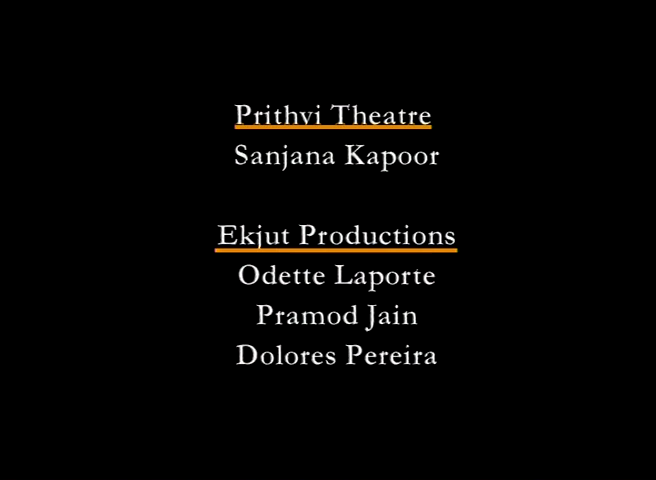 Prithvi Theatre
Sanjana Kapoor
Ekjut Productions
Odette Laporte
Pramod Jain
Dolores Pereira